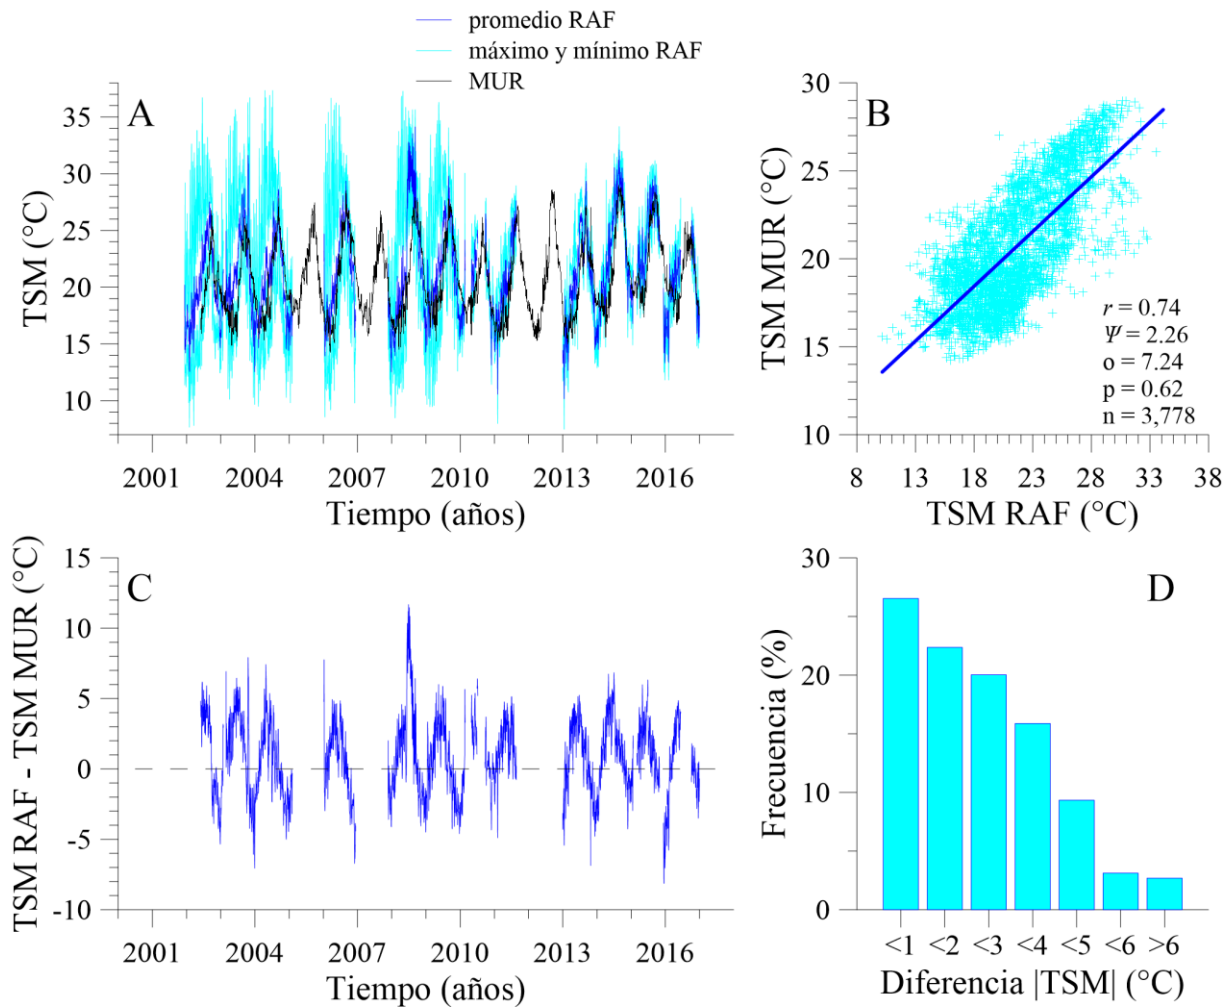 promedio RAF
máximo y mínimo RAF
MUR
A
TSM (°C)
35
30
25
20
15
10
2001 2004 2007 2010 2013 2016
Tiempo (años)
B
TSM MUR (°C)
30
25
20
15
10
r = 0.74
Ψ = 2.26
o = 7.24
p = 0.62
n = 3,778
8 13 18 23 28 33 38
TSM RAF (°C)
C
TSM RAF - TSM MUR (°C)
15
10
5
0
-5
-10
2001 2004 2007 2010 2013 2016
Tiempo (años)
D
Frecuencia (%)
30
20
10
0
<1 <2 <3 <4 <5 <6 >6
Diferencia |TSM| (°C)